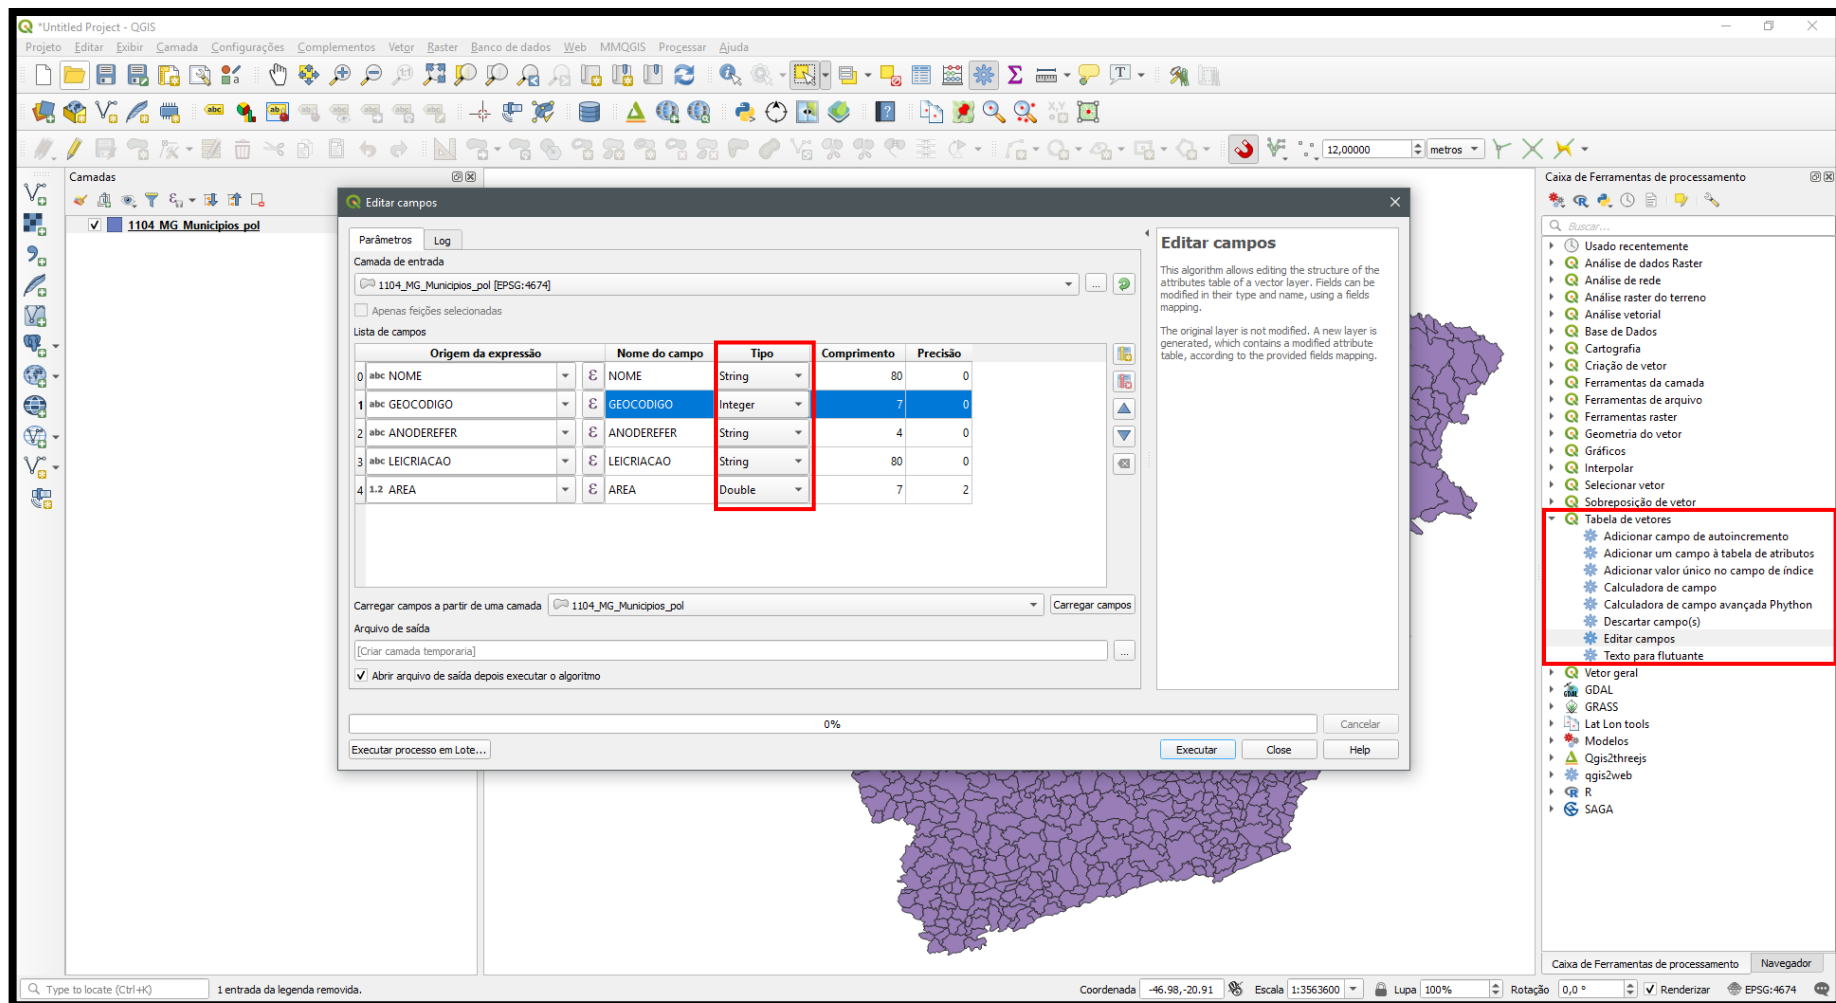 *Untitled Project - QGIS
Projeto Editar Exibir Camada Configurações Complementos Vetor Raster Banco de dados Web MMQGIS Processar Ajuda
12,00000 metros
Camadas
1104_MG_Municipios_pol
Editar campos
Parâmetros Log
Camada de entrada
1104_MG_Municipios_pol [EPSG:4674]
...
Apenas feições selecionadas
Lista de campos
Origem da expressão Nome do campo Tipo Comprimento Precisão
0 abc NOME ε NOME String 80 0
1 abc GEOCODIGO ε GEOCODIGO Integer 7 0
2 abc ANODEREFER ε ANODEREFER String 4 0
3 abc LEICRIACAO ε LEICRIACAO String 80 0
4 1.2 AREA ε AREA Double 7 2
Carregar campos a partir de uma camada 1104_MG_Municipios_pol Carregar campos
Arquivo de saída
[Criar camada temporaria]
...
Abrir arquivo de saída depois executar o algoritmo
0%
Cancelar
Executar processo em Lote...
Executar Close Help
Editar campos
This algorithm allows editing the structure of the
attributes table of a vector layer. Fields can be
modified in their type and name, using a fields
mapping.
The original layer is not modified. A new layer is
generated, which contains a modified attribute
table, according to the provided fields mapping.
Caixa de Ferramentas de processamento
Buscar...
Usado recentemente
Análise de dados Raster
Análise de rede
Análise raster do terreno
Análise vetorial
Base de Dados
Cartografia
Criação de vetor
Ferramentas da camada
Ferramentas de arquivo
Ferramentas raster
Geometria do vetor
Gráficos
Interpolar
Selecionar vetor
Sobreposição de vetor
Tabela de vetores
Adicionar campo de autoincremento
Adicionar um campo à tabela de atributos
Adicionar valor único no campo de índice
Calculadora de campo
Calculadora de campo avançada Phython
Descartar campo(s)
Editar campos
Texto para flutuante
Vetor geral
GDAL
GRASS
Lat Lon tools
Modelos
Qgis2threejs
qgis2web
R
SAGA
Caixa de Ferramentas de processamento Navegador
Type to locate (Ctrl+K) 1 entrada da legenda removida. Coordenada -46.98,-20.91 Escala 1:3563600 Lupa 100% Rotação 0,0 ° Renderizar EPSG:4674